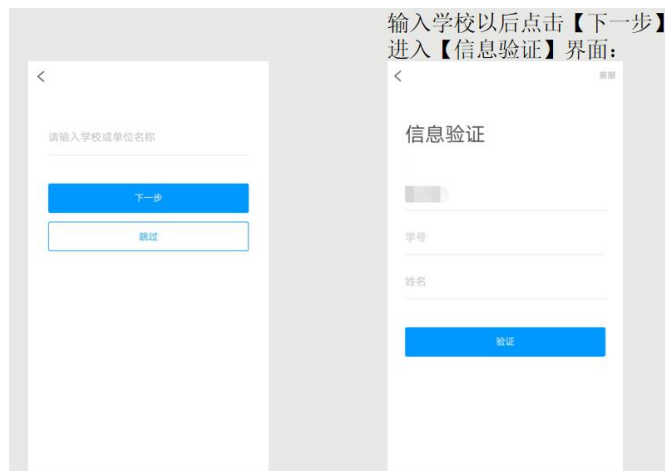 输入学校以后点击【下一步】
进入【信息验证】界面：
请输入学校或单位名称
下一步
跳过
客服
信息验证
学号
姓名
验证